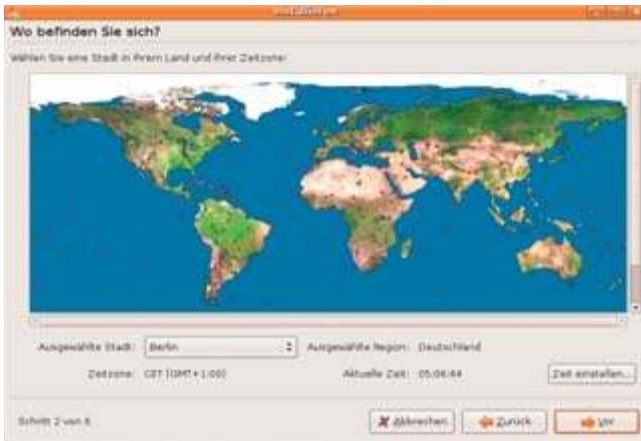 Installation
Wo befinden Sie sich?
Wählen Sie eine Stadt in Ihrem Land und Ihrer Zeitzone:
Ausgewählte Stadt: Berlin Ausgewählte Region: Deutschland
Zeitzone: CET (GMT+1:00) Aktuelle Zeit: 05:06:44 Zeit einstellen...
Schritt 2 von 6 Abbrechen Zurück Vor